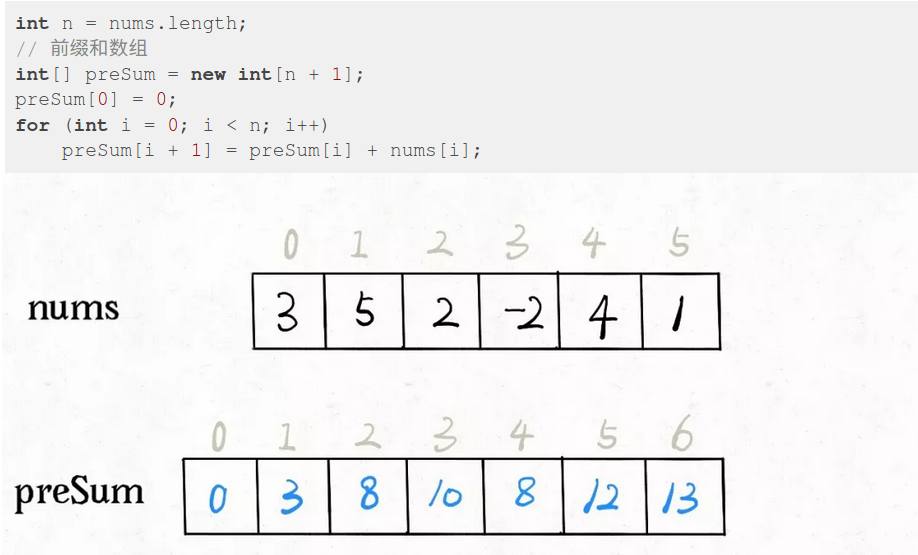 int n = nums.length;
// 前缀和数组
int[] preSum = new int[n + 1];
preSum[0] = 0;
for (int i = 0; i < n; i++)
    preSum[i + 1] = preSum[i] + nums[i];
0 1 2 3 4 5
nums 3 5 2 -2 4 1
0 1 2 3 4 5 6
preSum 0 3 8 10 8 12 13